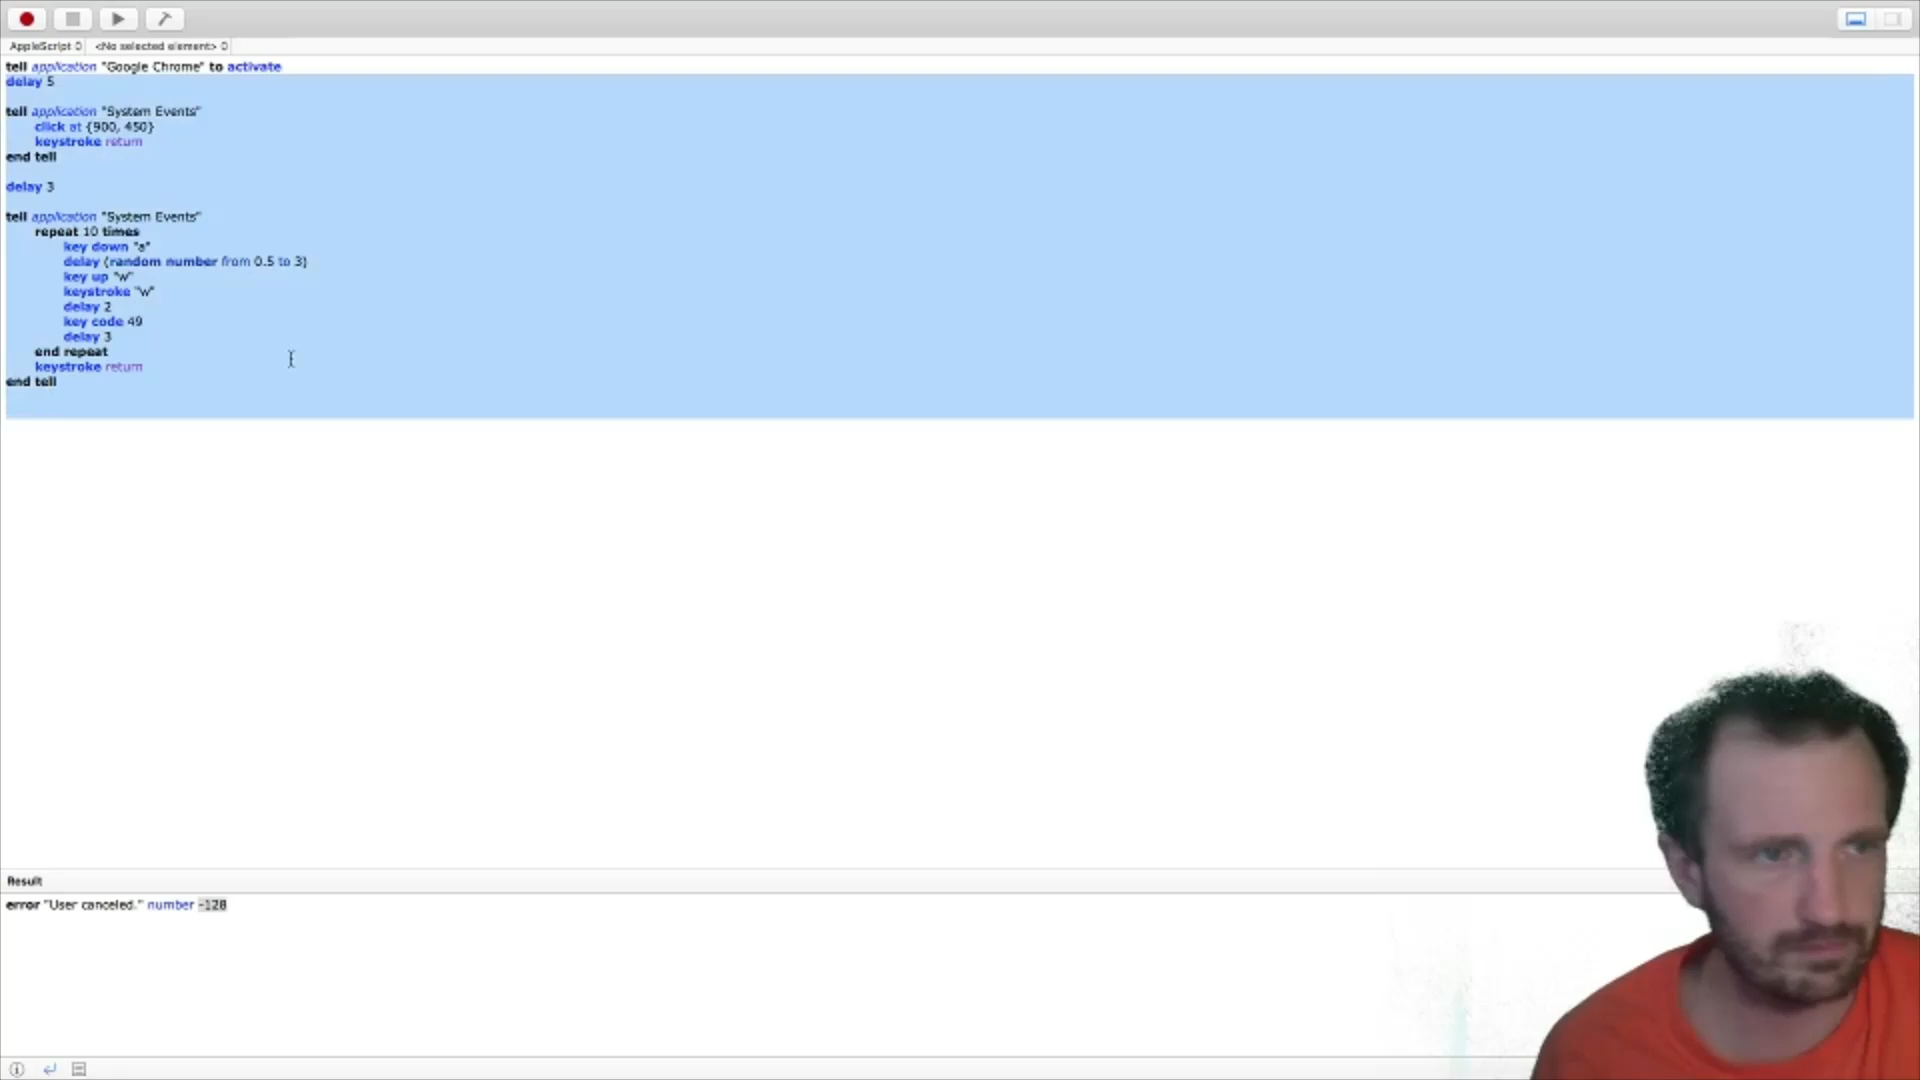 AppleScript <No selected element>
tell application "Google Chrome" to activate
delay 5
tell application "System Events"
click at {900, 450}
keystroke return
end tell
delay 3
tell application "System Events"
repeat 10 times
key down "a"
delay (random number from 0.5 to 3)
key up "w"
keystroke "w"
delay 2
key code 49
delay 3
end repeat
keystroke return
end tell
Result
error "User canceled." number -128